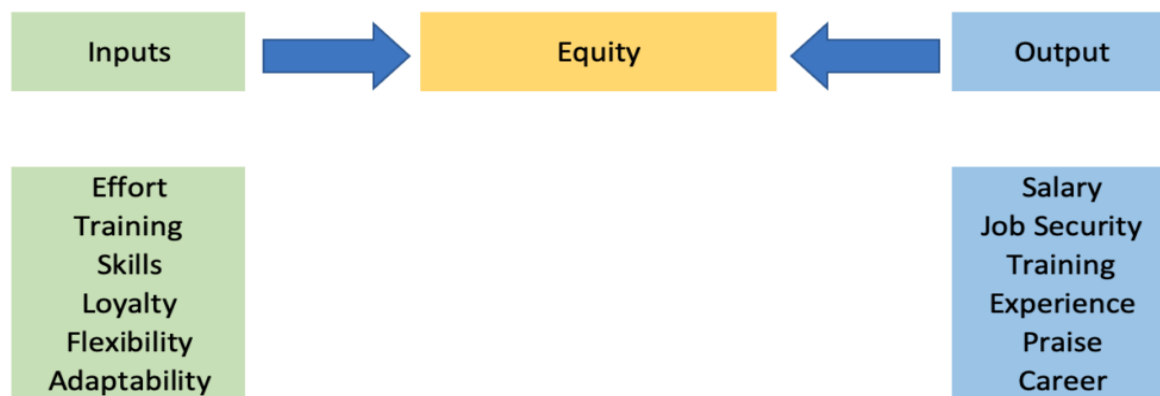 Inputs
Equity
Output
Effort
Training
Skills
Loyalty
Flexibility
Adaptability
Salary
Job Security
Training
Experience
Praise
Career